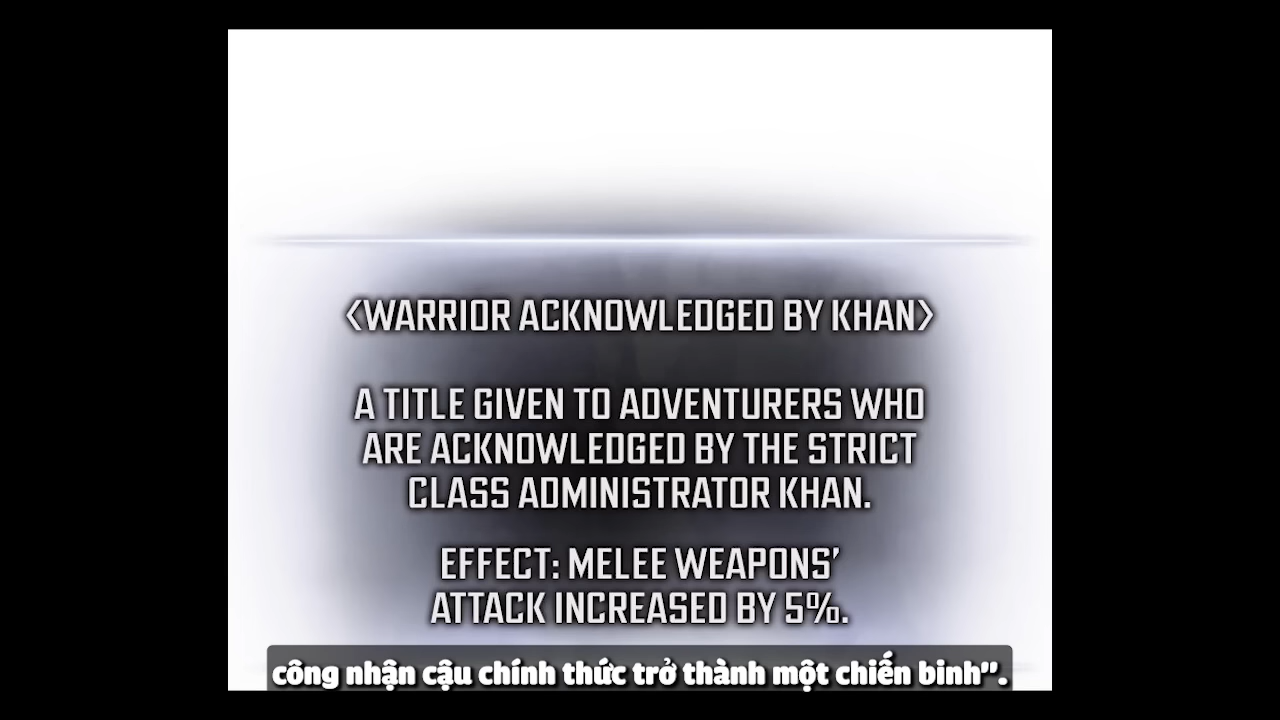 <WARRIOR ACKNOWLEDGED BY KHAN>
A TITLE GIVEN TO ADVENTURERS WHO
ARE ACKNOWLEDGED BY THE STRICT
CLASS ADMINISTRATOR KHAN.
EFFECT: MELEE WEAPONS'
ATTACK INCREASED BY 5%.
công nhận cậu chính thức trở thành một chiến binh”.